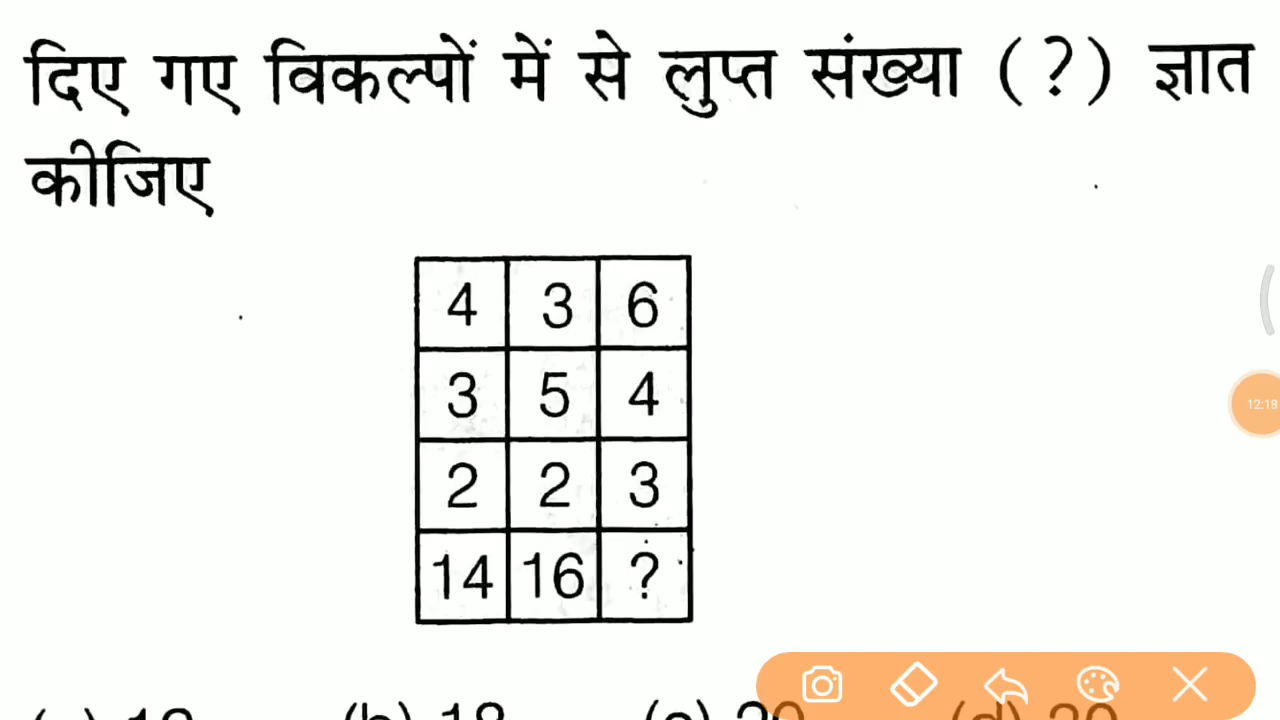 दिए गए विकल्पों में से लुप्त संख्या (?) ज्ञात
कीजिए
4 3 6
3 5 4
2 2 3
14 16 ?
12:18